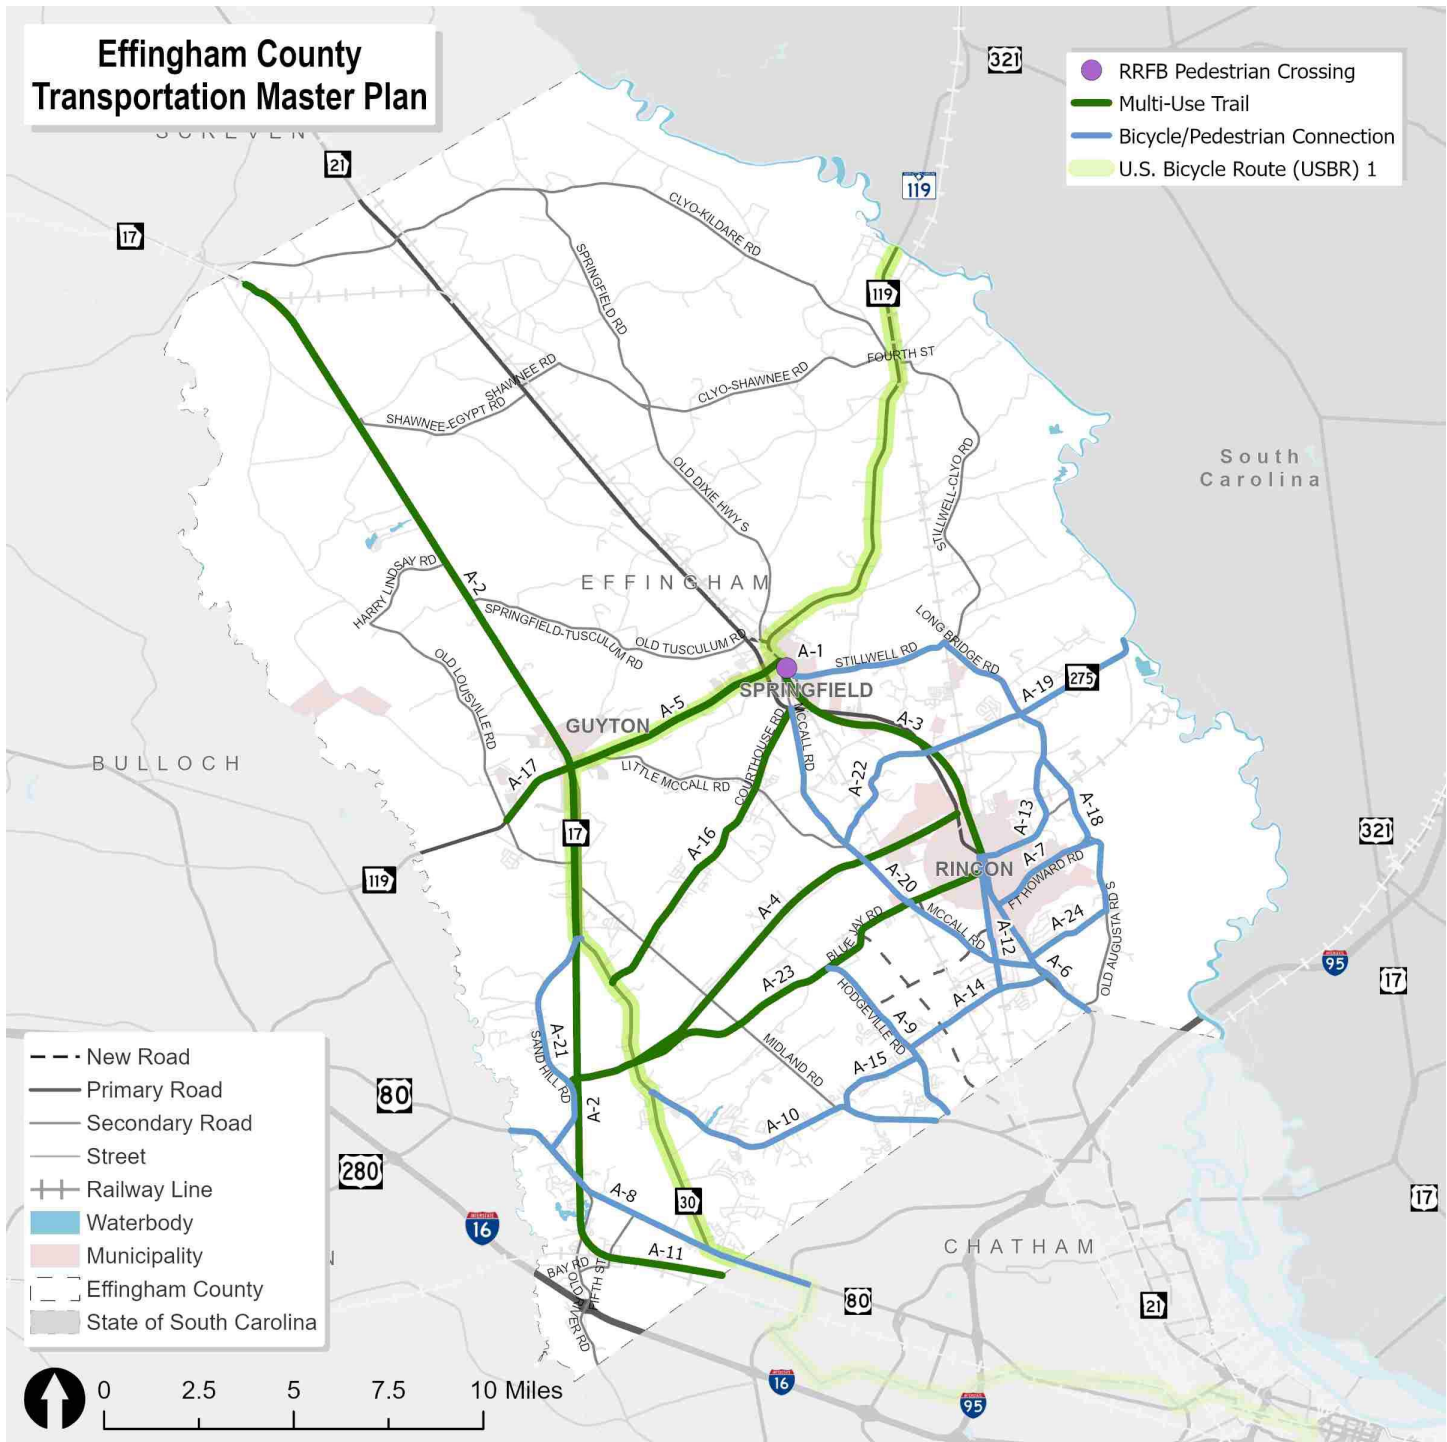 Effingham County
Transportation Master Plan
RRFB Pedestrian Crossing
Multi-Use Trail
Bicycle/Pedestrian Connection
U.S. Bicycle Route (USBR) 1
SCREVEN
321
21
119
17
CLYO-KILDARE RD
SPRINGFIELD RD
119
FOURTH ST
SHAWNEE RD
CLYO-SHAWNEE RD
SHAWNEE-EGYPT RD
South
Carolina
STILLWELL-CLYO RD
OLD DIXIE HWY S
HARRY LINDSAY RD
A-2
EFFINGHAM
SPRINGFIELD-TUSCULUM RD
OLD TUSCULUM RD
LONG BRIDGE RD
A-1
STILLWELL RD
275
A-19
SPRINGFIELD
OLD LOUISVILLE RD
A-5
GUYTON
A-3
MCCALL RD
COURTHOUSE RD
BULLOCH
A-17
LITTLE MCCALL RD
A-22
A-18
A-13
17
321
A-16
A-7
RINCON
FT HOWARD RD
119
A-20
A-4
MCCALL RD
A-24
BLUE JAY RD
A-12
OLD AUGUSTA RD S
A-6
95
17
A-23
HODGEVILLE RD
A-14
A-9
A-21
SAND HILL RD
MIDLAND RD
A-15
New Road
Primary Road
Secondary Road
Street
Railway Line
Waterbody
Municipality
Effingham County
State of South Carolina
80
A-2
A-10
280
A-8
30
17
INTERSTATE
16
A-11
CHATHAM
BAY RD
FIFTH ST
OLD RIVER RD
80
21
16
95
0 2.5 5 7.5 10 Miles